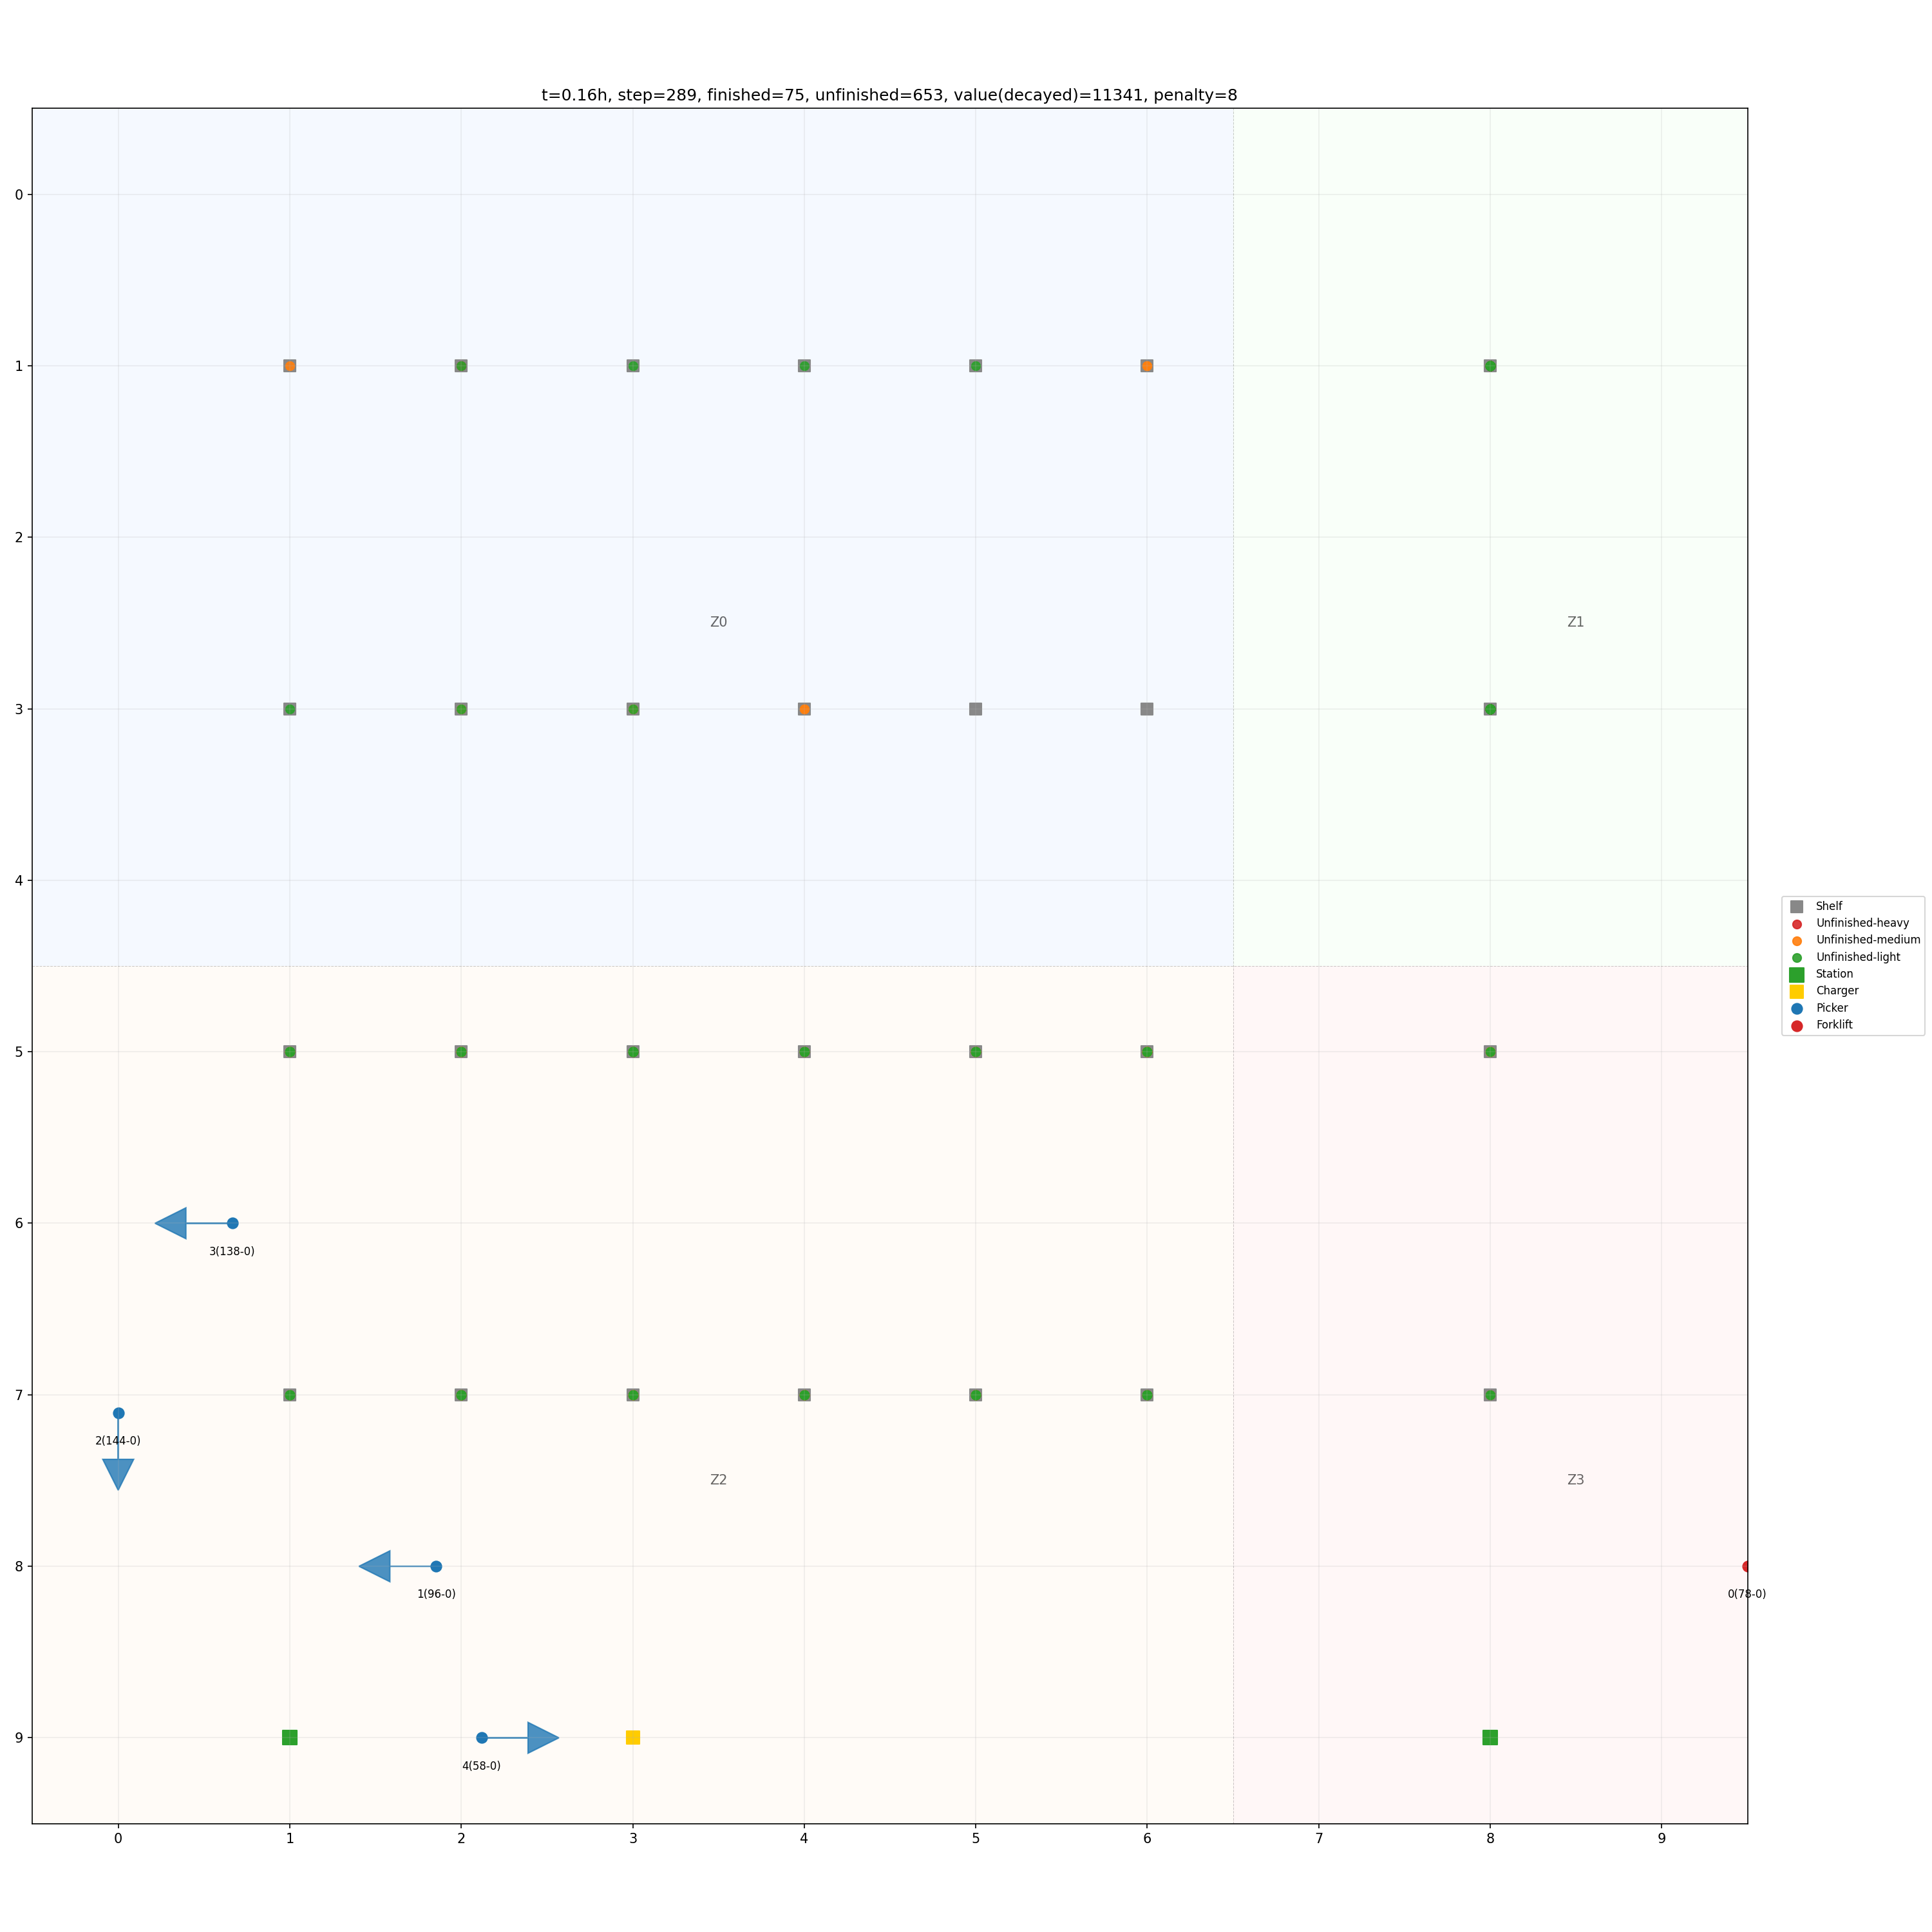 t=0.16h, step=289, finished=75, unfinished=653, value(decayed)=11341, penalty=8
0
1
2
Z0
Z1
3
4
Shelf
Unfinished-heavy
Unfinished-medium
Unfinished-light
Station
Charger
Picker
Forklift
5
6
3(138-0)
7
2(144-0)
Z2
Z3
8
1(96-0)
0(78-0)
9
4(58-0)
0 1 2 3 4 5 6 7 8 9